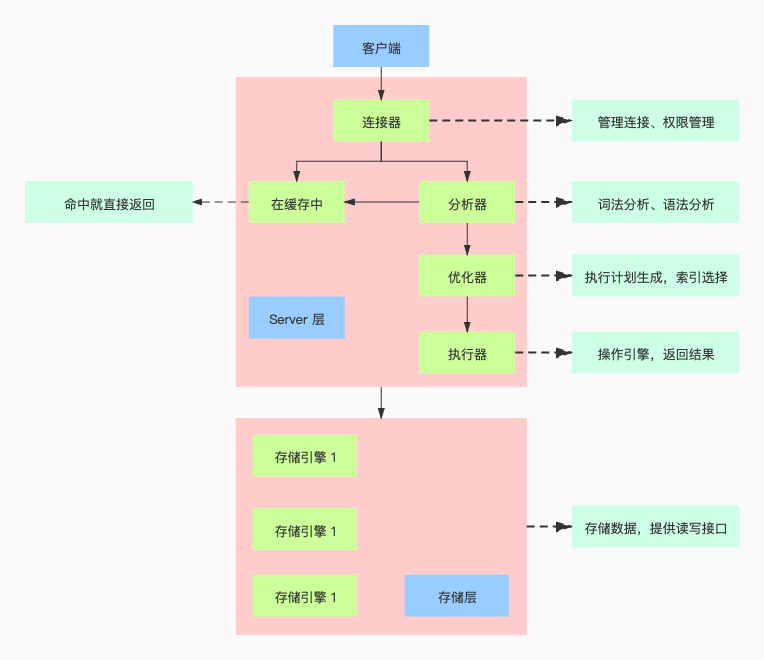 客户端
连接器
管理连接、权限管理
命中就直接返回
在缓存中
分析器
词法分析、语法分析
优化器
执行计划生成，索引选择
Server 层
执行器
操作引擎，返回结果
存储引擎 1
存储引擎 1
存储数据，提供读写接口
存储引擎 1
存储层